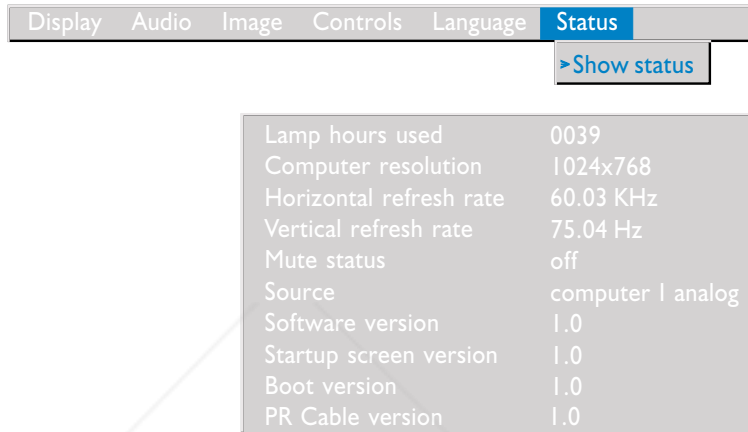 Display Audio Image Controls Language Status
➤Show status
Lamp hours used 0039
Computer resolution 1024x768
Horizontal refresh rate 60.03 KHz
Vertical refresh rate 75.04 Hz
Mute status off
Source computer 1 analog
Software version 1.0
Startup screen version 1.0
Boot version 1.0
PR Cable version 1.0